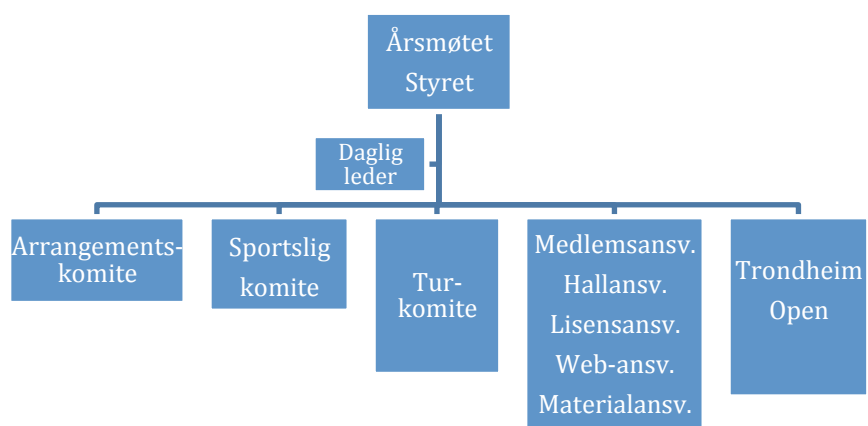 Årsmøtet
Styret
Daglig
leder
Arrangements-
komite
Sportslig
komite
Tur-
komite
Medlemsansv.
Hallansv.
Lisensansv.
Web-ansv.
Materialansv.
Trondheim
Open